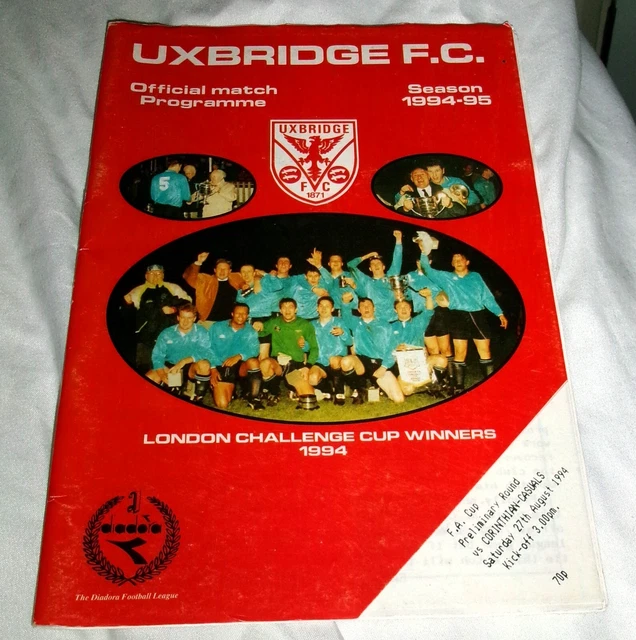 UXBRIDGE F.C.
Official match
Programme
Season
1994-95
UXBRIDGE
F C
1871
5
LONDON CHALLENGE CUP WINNERS
1994
diadora
The Diadora Football League
F.A. Cup
Preliminary Round
vs CORINTHIAN-CASUALS
Saturday 27th August 1994
Kick-off 3.00pm.
70p